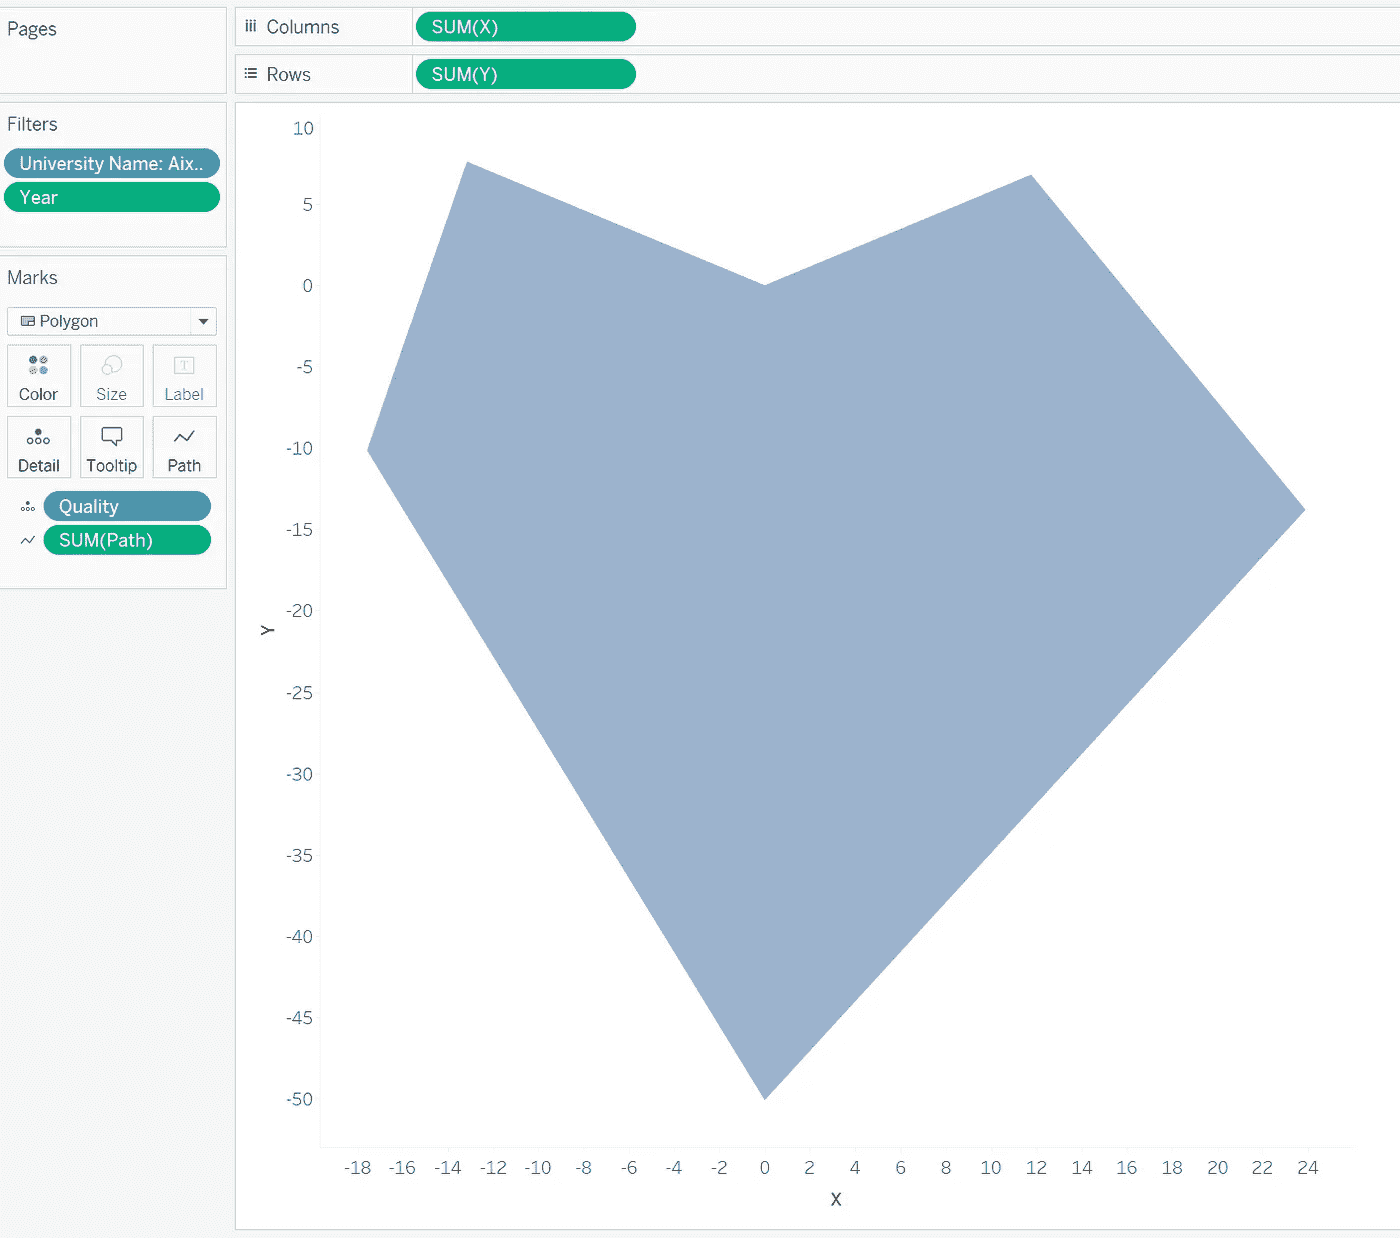 Pages
Columns
SUM(X)
Rows
SUM(Y)
Filters
University Name: Aix..
Year
Marks
Polygon
Color
Size
Label
Detail
Tooltip
Path
Quality
SUM(Path)
10
5
0
-5
-10
-15
-20
-25
-30
-35
-40
-45
-50
Y
-18 -16 -14 -12 -10 -8 -6 -4 -2 0 2 4 6 8 10 12 14 16 18 20 22 24
X